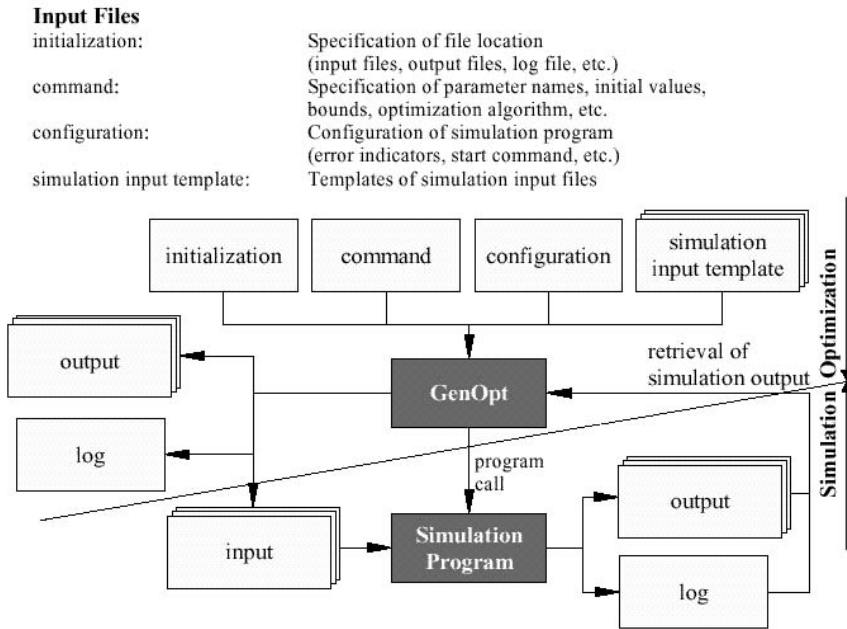 Input Files
initialization: Specification of file location
(input files, output files, log file, etc.)
command: Specification of parameter names, initial values,
bounds, optimization algorithm, etc.
configuration: Configuration of simulation program
(error indicators, start command, etc.)
simulation input template: Templates of simulation input files
initialization
command
configuration
simulation
input template
output
GenOpt
retrieval of
simulation output
log
program
call
input
Simulation
Program
output
log
Simulation Optimization